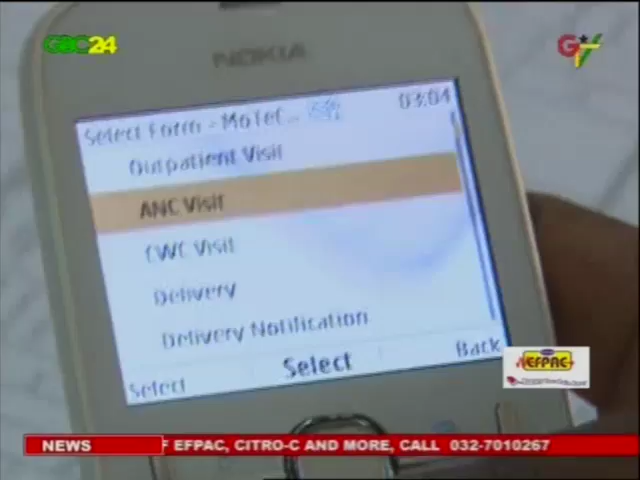 GBC24
GTV
NOKIA
Select Form - MoTeC ...
03:04
Outpatient Visit
ANC Visit
CWC Visit
Delivery
Delivery Notification
Select
Select
Back
EFPAC
NEWS
F EFPAC, CITRO-C AND MORE, CALL 032-7010267